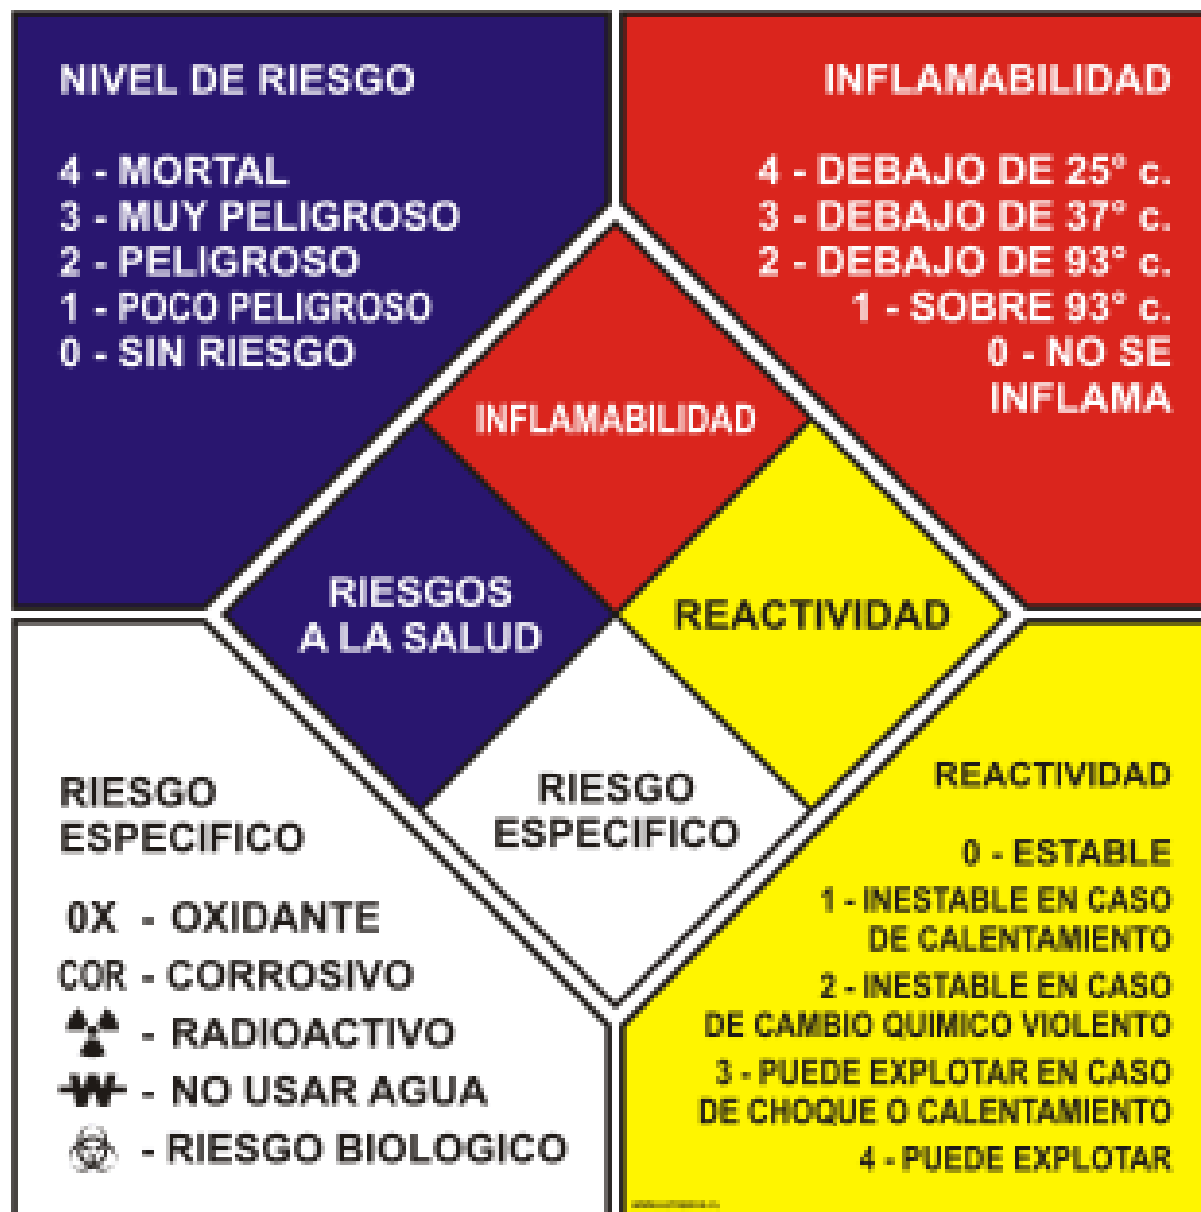 NIVEL DE RIESGO
4 - MORTAL
3 - MUY PELIGROSO
2 - PELIGROSO
1 - POCO PELIGROSO
0 - SIN RIESGO
INFLAMABILIDAD
4 - DEBAJO DE 25° c.
3 - DEBAJO DE 37° c.
2 - DEBAJO DE 93° c.
1 - SOBRE 93° c.
0 - NO SE
INFLAMA
INFLAMABILIDAD
RIESGOS
A LA SALUD
REACTIVIDAD
RIESGO
ESPECIFICO
RIESGO
ESPECIFICO
0X - OXIDANTE
COR - CORROSIVO
- RADIOACTIVO
W - NO USAR AGUA
- RIESGO BIOLOGICO
REACTIVIDAD
0 - ESTABLE
1 - INESTABLE EN CASO
DE CALENTAMIENTO
2 - INESTABLE EN CASO
DE CAMBIO QUIMICO VIOLENTO
3 - PUEDE EXPLOTAR EN CASO
DE CHOQUE O CALENTAMIENTO
4 - PUEDE EXPLOTAR